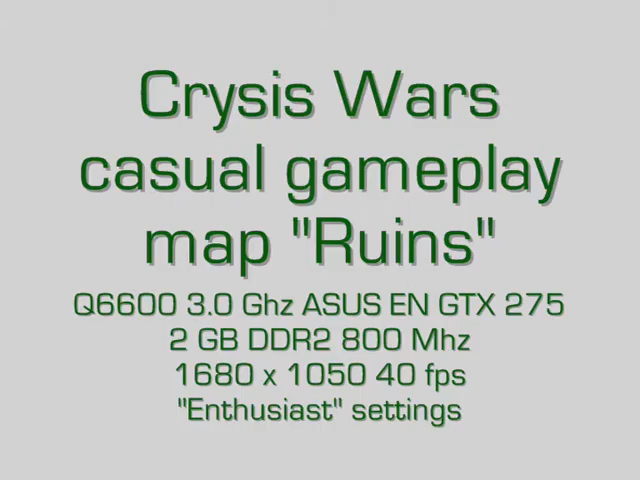 Crysis Wars
casual gameplay
map "Ruins"
Q6600 3.0 Ghz ASUS EN GTX 275
2 GB DDR2 800 Mhz
1680 x 1050 40 fps
"Enthusiast" settings